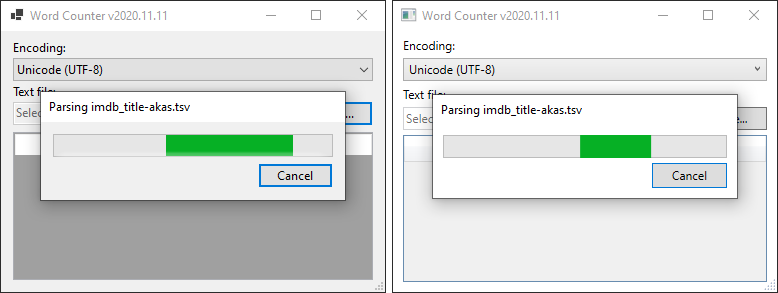 Word Counter v2020.11.11
Encoding:
Unicode (UTF-8)
Text file:
Selec
...
Parsing imdb_title-akas.tsv
Cancel
Word Counter v2020.11.11
Encoding:
Unicode (UTF-8)
Text file:
Selec
e...
Parsing imdb_title-akas.tsv
Cancel